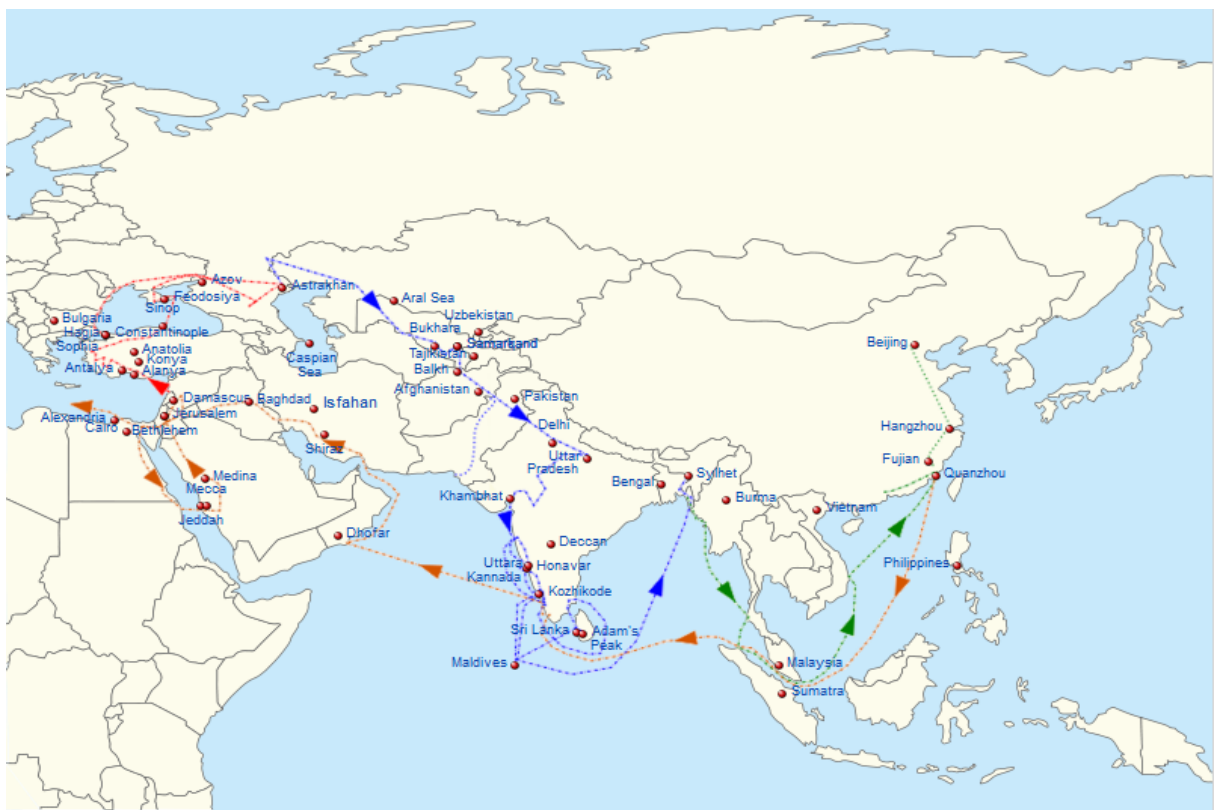 Azov
Astrakhan
Feodosiya
Sinop
Aral Sea
Bulgaria
Hagia
Sophia
Constantinople
Uzbekistan
Bukhara
Samarkand
Tajikistan
Beijing
Anatolia
Konya
Caspian
Sea
Antalya
Alanya
Balkh
Afghanistan
Pakistan
Damascus
Baghdad
Isfahan
Alexandria
Jerusalem
Cairo
Bethlehem
Shiraz
Delhi
Hangzhou
Uttar
Pradesh
Fujian
Medina
Mecca
Sylhet
Quanzhou
Bengal
Khambhat
Burma
Jeddah
Vietnam
Dhofar
Deccan
Uttara
Kannada
Honavar
Philippines
Kozhikode
Sri Lanka
Adam's
Peak
Maldives
Malaysia
Sumatra